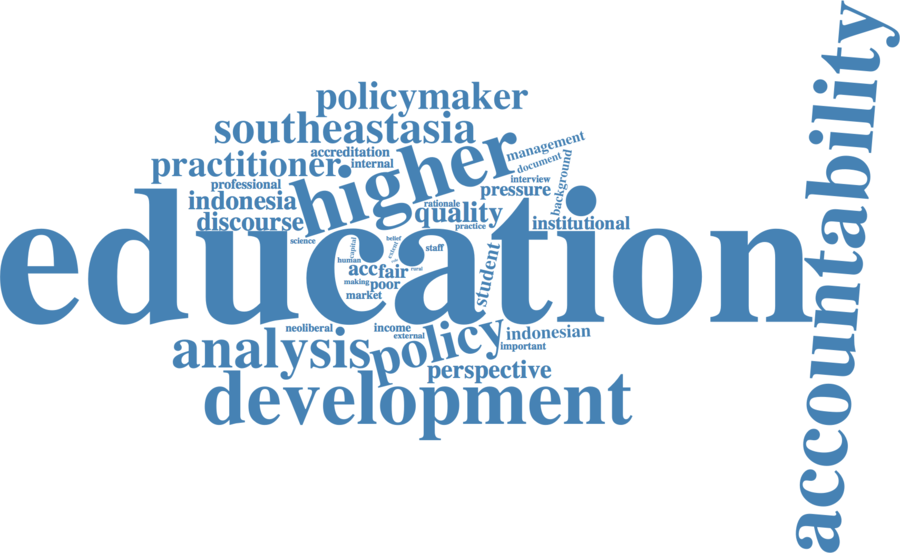 accountability
policymaker
southeastasia
higher
management
accreditation
practitioner
internal
document
background
interview
professional
pressure
indonesia
rationale
quality
discourse
practice
institutional
education
science
capital
belief
extent
staff
human
acc
fair
rural
making
poor
market
student
neoliberal
income
external
policy
indonesian
analysis
important
perspective
development